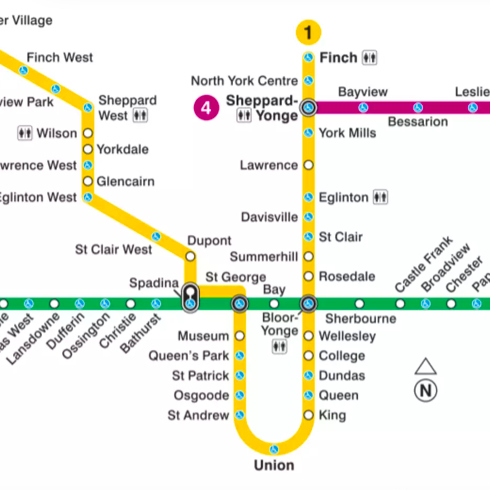 er Village
1
Finch West
Finch
North York Centre
view Park
Sheppard
West
4
Sheppard-
Yonge
Bayview
Leslie
Bessarion
Wilson
York Mills
Yorkdale
wrence West
Lawrence
Glencairn
Eglinton West
Eglinton
Davisville
St Clair
St Clair West
Dupont
Summerhill
Spadina
St George
Rosedale
Bay
Castle Frank
Broadview
Chester
Pap
as West
Lansdowne
Dufferin
Ossington
Christie
Bathurst
Bloor-
Yonge
Sherbourne
Museum
Wellesley
Queen's Park
College
St Patrick
Dundas
Osgoode
Queen
St Andrew
King
N
Union